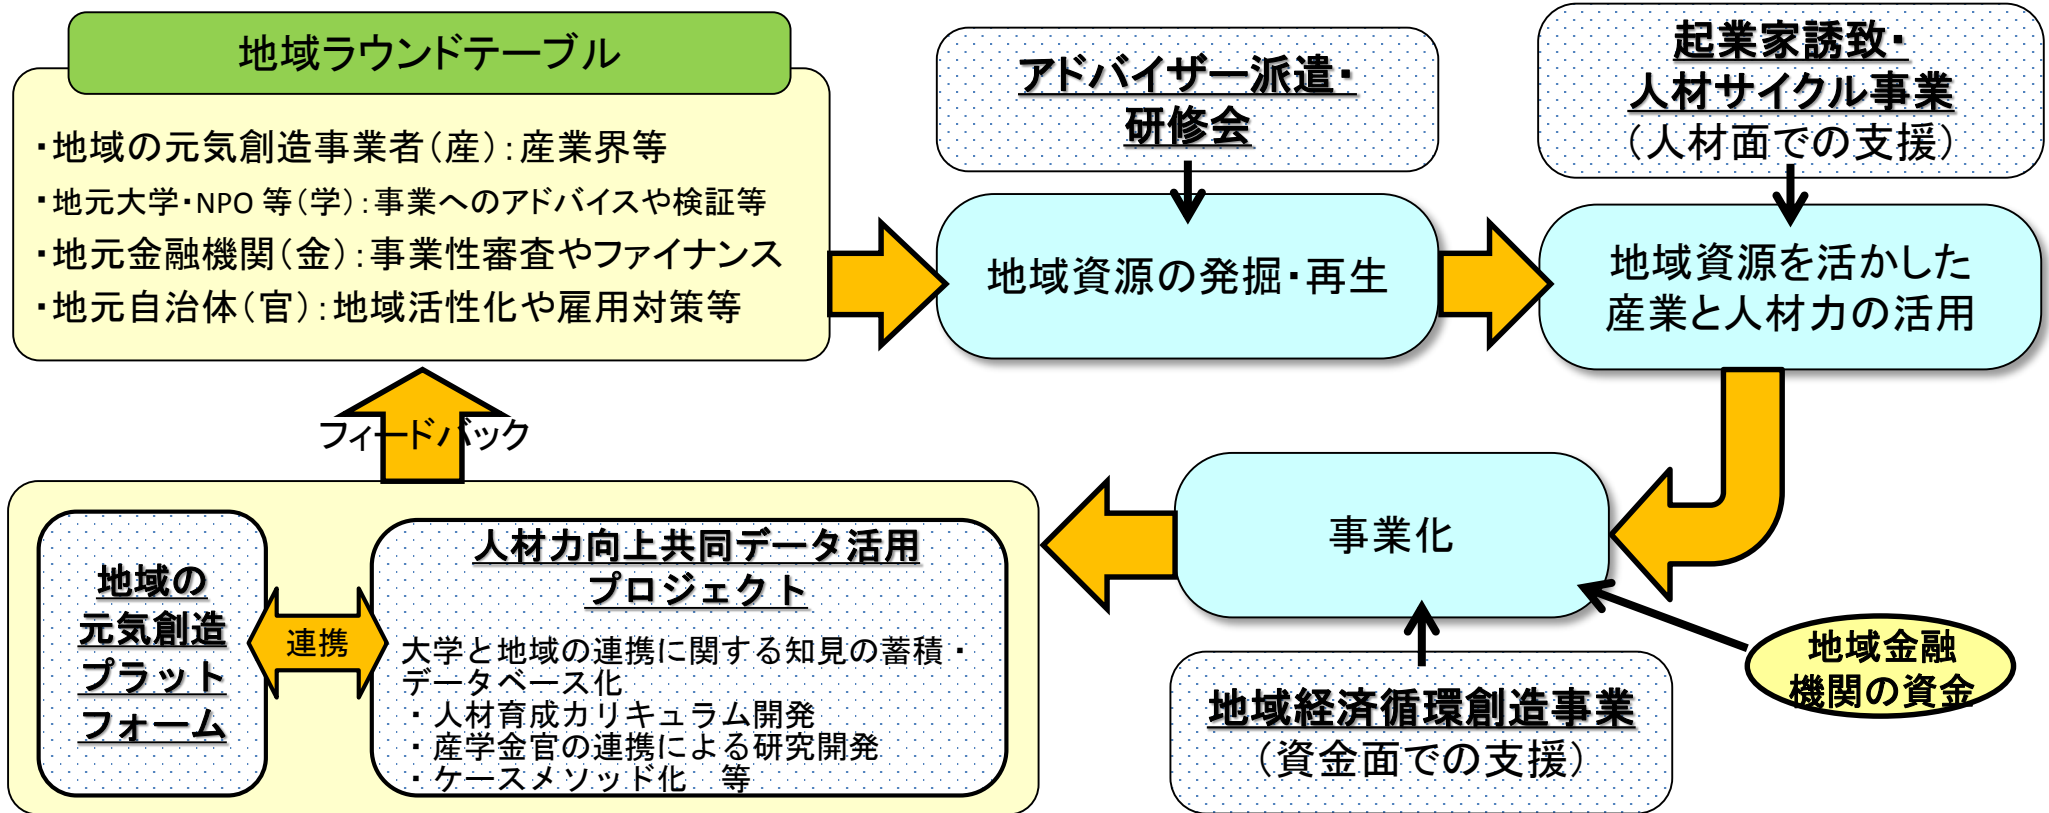 地域ラウンドテーブル
・地域の元気創造事業者(産):産業界等
・地元大学・NPO 等(学):事業へのアドバイスや検証等
・地元金融機関(金):事業性審査やファイナンス
・地元自治体(官):地域活性化や雇用対策等
アドバイザー派遣・
研修会
地域資源の発掘・再生
起業家誘致・
人材サイクル事業
(人材面での支援)
地域資源を活かした
産業と人材力の活用
事業化
地域経済循環創造事業
(資金面での支援)
地域金融
機関の資金
フィードバック
地域の
元気創造
プラット
フォーム
連携
人材力向上共同データ活用
プロジェクト
大学と地域の連携に関する知見の蓄積・
データベース化
・人材育成カリキュラム開発
・産学金官の連携による研究開発
・ケースメソッド化 等